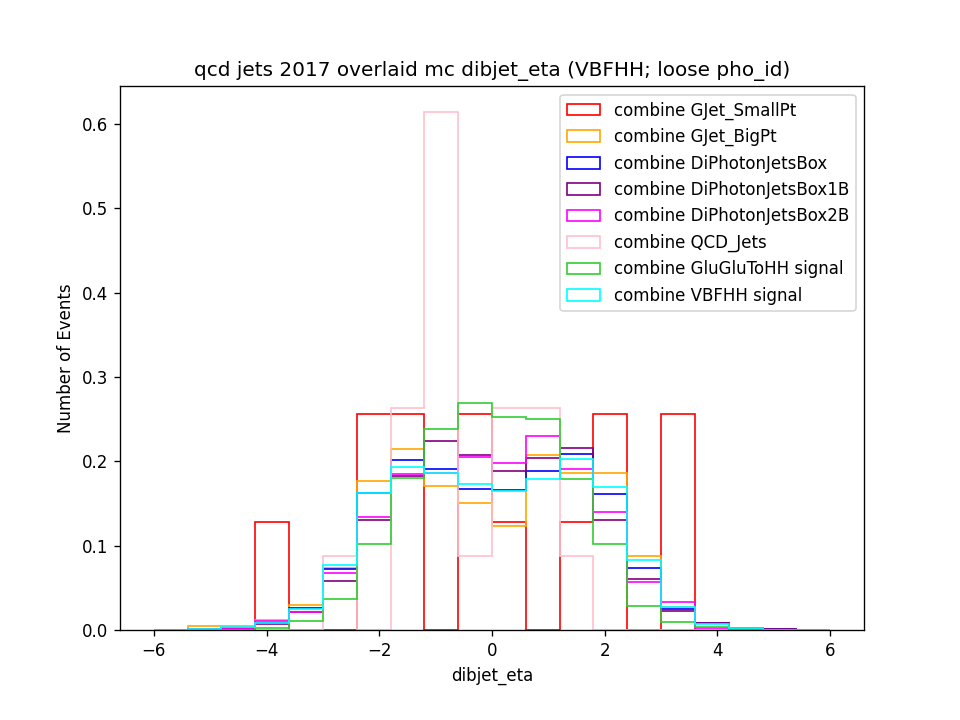 qcd jets 2017 overlaid mc dibjet_eta (VBFHH; loose pho_id)
combine GJet_SmallPt
combine GJet_BigPt
combine DiPhotonJetsBox
combine DiPhotonJetsBox1B
combine DiPhotonJetsBox2B
combine QCD_Jets
combine GluGluToHH signal
combine VBFHH signal
Number of Events
0.6
0.5
0.4
0.3
0.2
0.1
0.0
−6 −4 −2 0 2 4 6
dibjet_eta